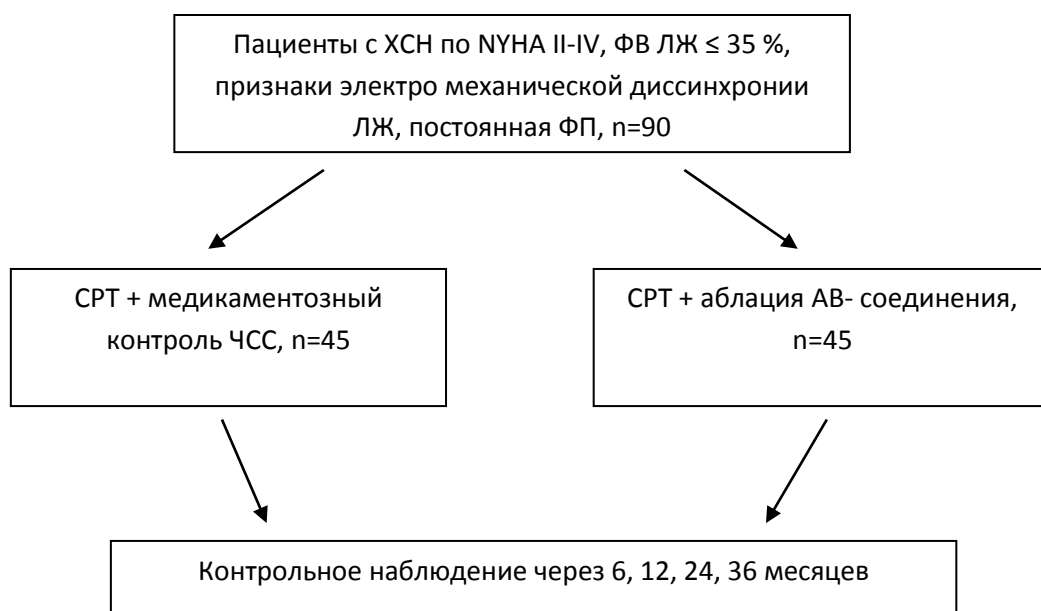 Пациенты с ХСН по NYHA II-IV, ФВ ЛЖ ≤ 35 %,
признаки электро механической диссинхронии
ЛЖ, постоянная ФП, n=90
СРТ + медикаментозный
контроль ЧСС, n=45
СРТ + аблация АВ- соединения,
n=45
Контрольное наблюдение через 6, 12, 24, 36 месяцев